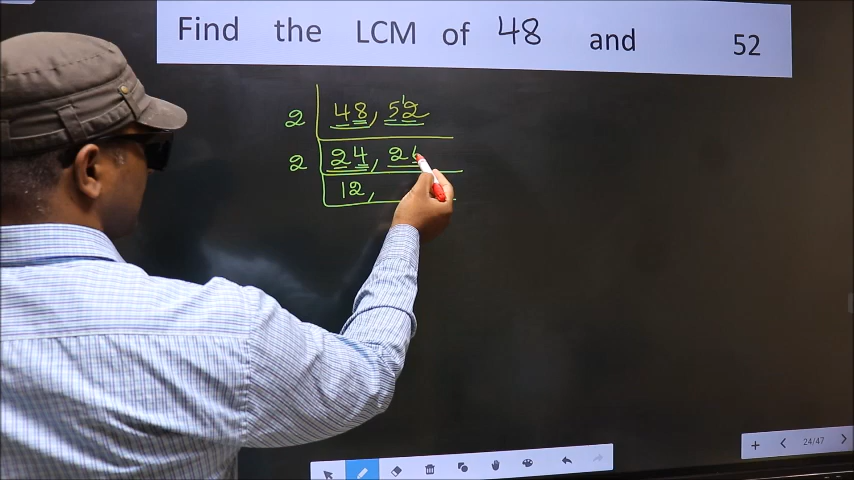 Find the LCM of 48 and 52
2 48, 52
2 24, 26
12,
24/47